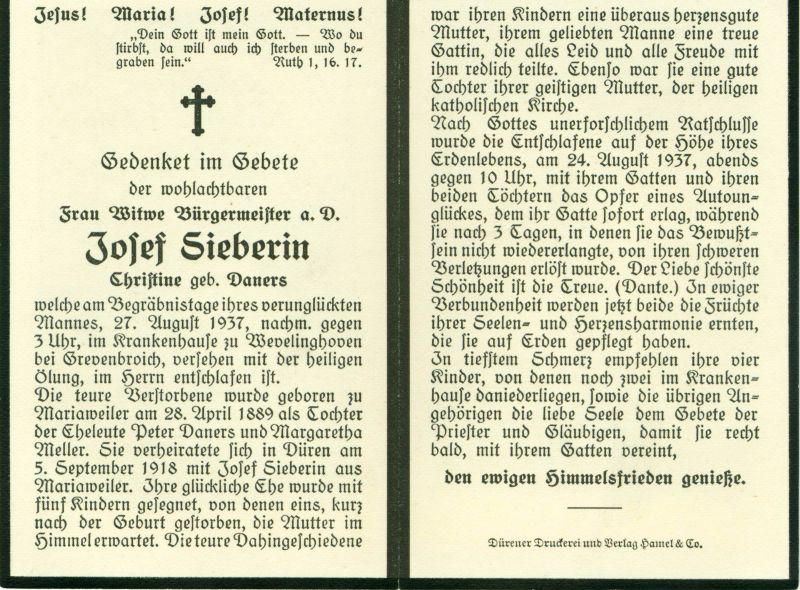 Jesus! Maria! Josef! Maternus!
„Dein Gott ist mein Gott. — Wo du
stirbst, da will auch ich sterben und be-
graben sein.“ Ruth 1, 16. 17.
Gedenket im Gebete
der wohlachtbaren
Frau Witwe Bürgermeister a. D.
Josef Sieberin
Christine geb. Daners
welche am Begräbnistage ihres verunglückten
Mannes, 27. August 1937, nachm. gegen
3 Uhr, im Krankenhause zu Wevelinghoven
bei Grevenbroich, versehen mit der heiligen
Ölung, im Herrn entschlafen ist.
Die teure Verstorbene wurde geboren zu
Mariaweiler am 28. April 1889 als Tochter
der Eheleute Peter Daners und Margaretha
Meller. Sie verheiratete sich in Düren am
5. September 1918 mit Josef Sieberin aus
Mariaweiler. Ihre glückliche Ehe wurde mit
fünf Kindern gesegnet, von denen eins, kurz
nach der Geburt gestorben, die Mutter im
Himmel erwartet. Die teure Dahingeschiedene
war ihren Kindern eine überaus herzensgute
Mutter, ihrem geliebten Manne eine treue
Gattin, die alles Leid und alle Freude mit
ihm redlich teilte. Ebenso war sie eine gute
Tochter ihrer geistigen Mutter, der heiligen
katholischen Kirche.
Nach Gottes unerforschlichem Ratschlusse
wurde die Entschlafene auf der Höhe ihres
Erdenlebens, am 24. August 1937, abends
gegen 10 Uhr, mit ihrem Gatten und ihren
beiden Töchtern das Opfer eines Autoun-
glückes, dem ihr Gatte sofort erlag, während
sie nach 3 Tagen, in denen sie das Bewußt-
sein nicht wiedererlangte, von ihren schweren
Verletzungen erlöst wurde. Der Liebe schönste
Schönheit ist die Treue. (Dante.) In ewiger
Verbundenheit werden jetzt beide die Früchte
ihrer Seelen- und Herzensharmonie ernten,
die sie auf Erden gepflegt haben.
In tiefstem Schmerz empfehlen ihre vier
Kinder, von denen noch zwei im Kranken-
hause daniederliegen, sowie die übrigen An-
gehörigen die liebe Seele dem Gebete der
Priester und Gläubigen, damit sie recht
bald, mit ihrem Gatten vereint,
den ewigen Himmelsfrieden genieße.
Dürener Druckerei und Verlag Hamel & Co.